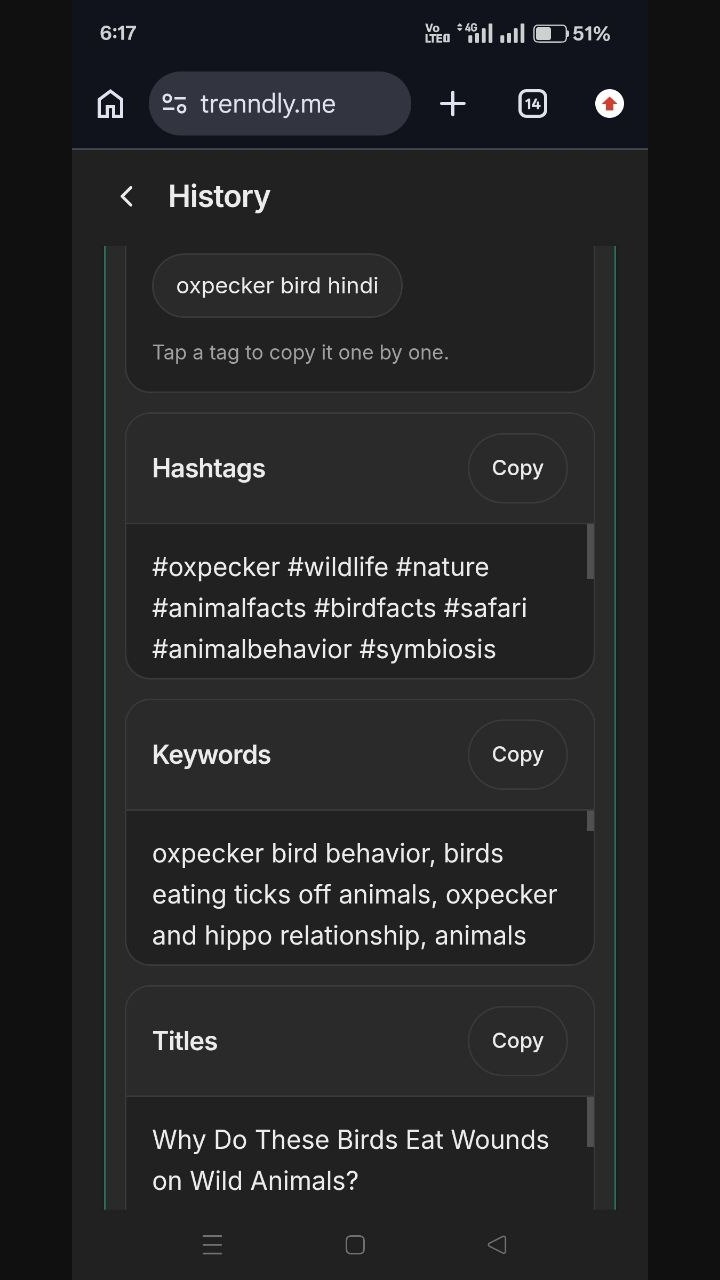 6:17
Vo LTE 4G 51%
trenndly.me
14
History
oxpecker bird hindi
Tap a tag to copy it one by one.
Hashtags
Copy
#oxpecker #wildlife #nature
#animalfacts #birdfacts #safari
#animalbehavior #symbiosis
Keywords
Copy
oxpecker bird behavior, birds
eating ticks off animals, oxpecker
and hippo relationship, animals
Titles
Copy
Why Do These Birds Eat Wounds
on Wild Animals?